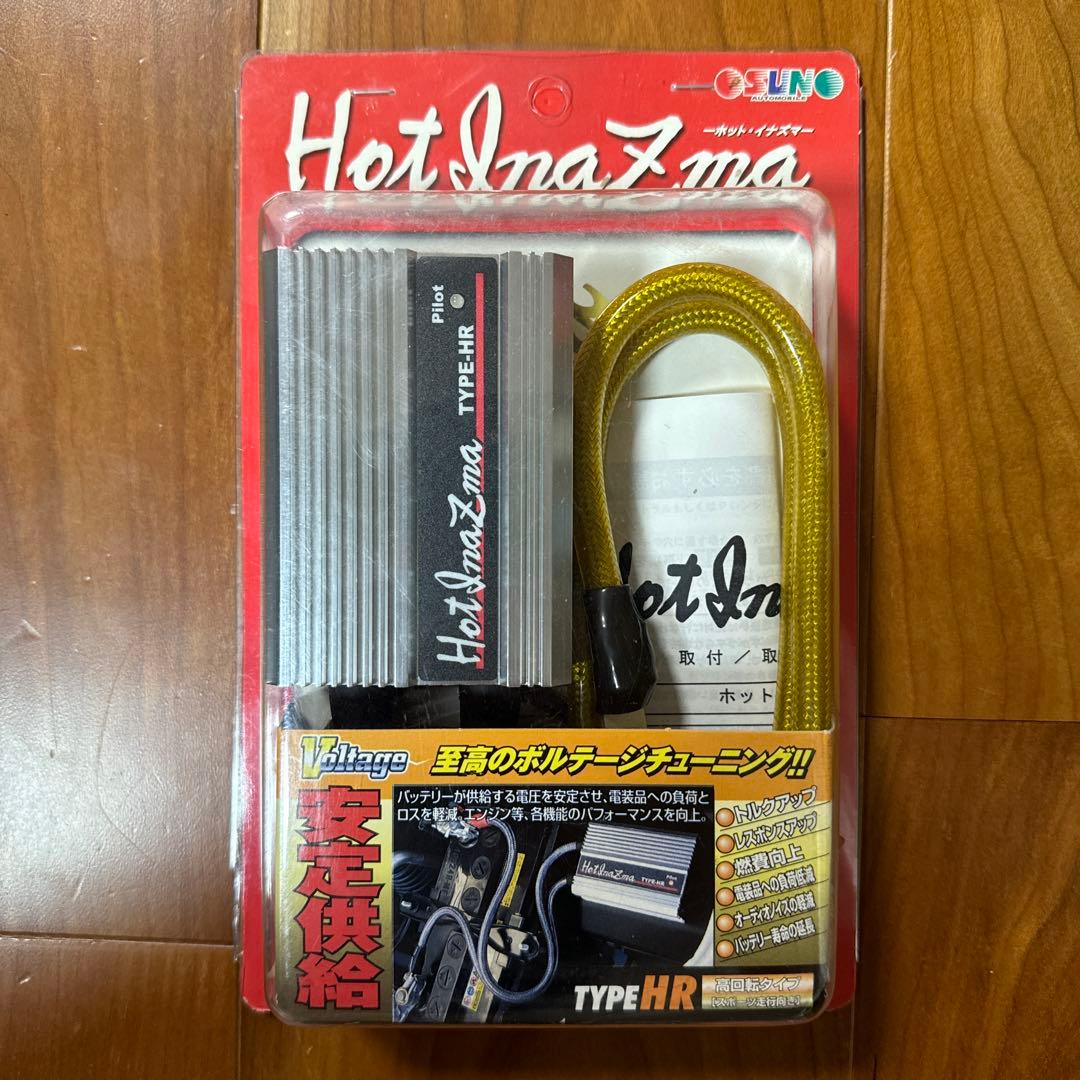 SUNO
AUTOMOBILE
ーホット・イナズマー
Hot InaZma
Pilot
TYPE-HR
Hot InaZma
Hot In
取付／取
ホット
Voltage
至高のボルテージチューニング!!
安定供給
バッテリーが供給する電圧を安定させ、電装品への負荷と
ロスを軽減。エンジン等、各機能のパフォーマンスを向上。
トルクアップ
レスポンスアップ
燃費向上
電装品への負荷低減
オーディオノイズの軽減
バッテリー寿命の延長
Hot InaZma TYPE-HR
Pilot
TYPE HR
高回転タイプ
[スポーツ走行向き]